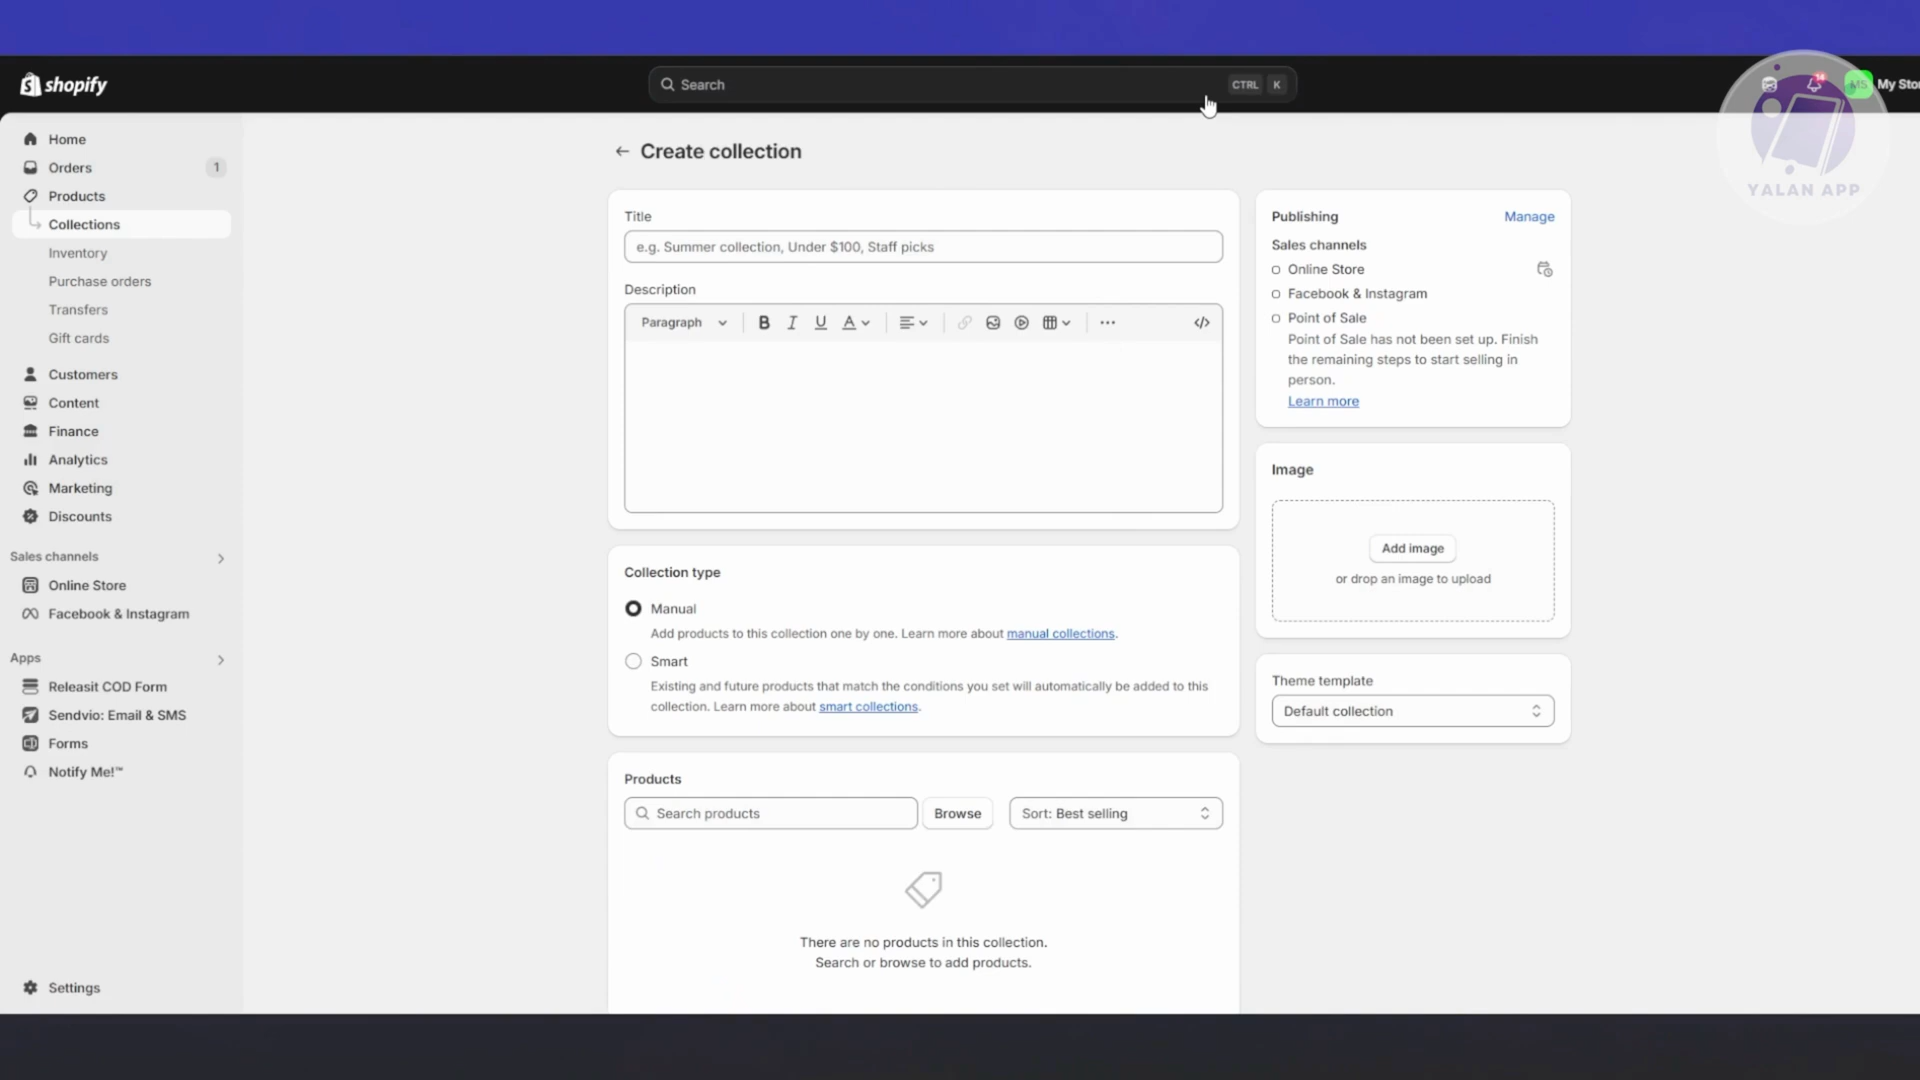 shopify
Search
CTRL K
MS
My Sto
YALAN APP
Home
Orders 1
Products
Collections
Inventory
Purchase orders
Transfers
Gift cards
Customers
Content
Finance
Analytics
Marketing
Discounts
Sales channels
Online Store
Facebook & Instagram
Apps
Releasit COD Form
Sendvio: Email & SMS
Forms
Notify Me!™
Settings
Create collection
Title
e.g. Summer collection, Under $100, Staff picks
Description
Paragraph B I U A
Collection type
Manual
Add products to this collection one by one. Learn more about manual collections.
Smart
Existing and future products that match the conditions you set will automatically be added to this
collection. Learn more about smart collections.
Products
Search products
Browse
Sort: Best selling
There are no products in this collection.
Search or browse to add products.
Publishing
Manage
Sales channels
Online Store
Facebook & Instagram
Point of Sale
Point of Sale has not been set up. Finish
the remaining steps to start selling in
person.
Learn more
Image
Add image
or drop an image to upload
Theme template
Default collection